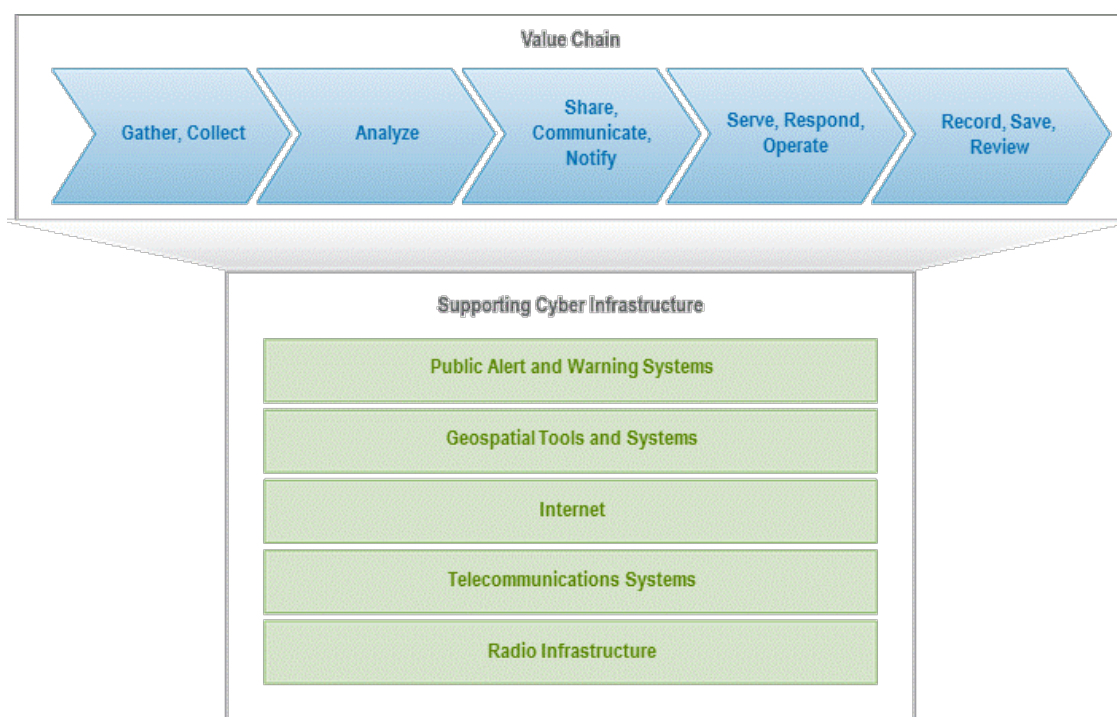 Value Chain
Gather, Collect
Analyze
Share,
Communicate,
Notify
Serve, Respond,
Operate
Record, Save,
Review
Supporting Cyber Infrastructure
Public Alert and Warning Systems
Geospatial Tools and Systems
Internet
Telecommunications Systems
Radio Infrastructure